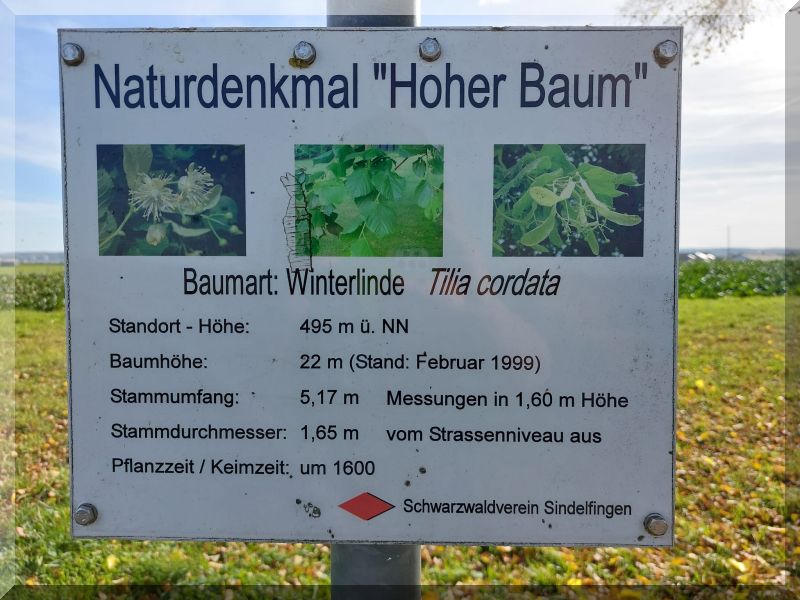 Naturdenkmal "Hoher Baum"
Baumart: Winterlinde Tilia cordata
Standort - Höhe: 495 m ü. NN
Baumhöhe: 22 m (Stand: Februar 1999)
Stammumfang: 5,17 m Messungen in 1,60 m Höhe
Stammdurchmesser: 1,65 m vom Strassenniveau aus
Pflanzzeit / Keimzeit: um 1600
Schwarzwaldverein Sindelfingen